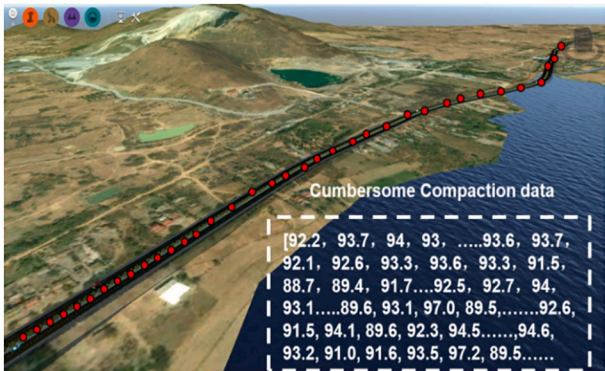 Cumbersome Compaction data
[92.2, 93.7, 94, 93, .....93.6, 93.7,
92.1, 92.6, 93.3, 93.6, 93.3, 91.5,
88.7, 89.4, 91.7....92.5, 92.7, 94,
93.1.....89.6, 93.1, 97.0, 89.5,.......92.6,
91.5, 94.1, 89.6, 92.3, 94.5......,94.6,
93.2, 91.0, 91.6, 93.5, 97.2, 89.5......